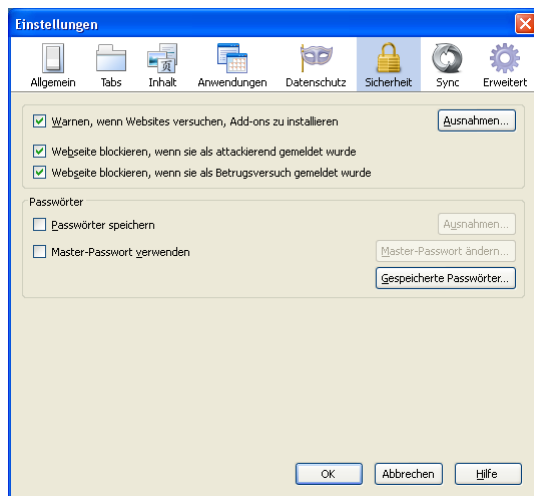 Einstellungen
Allgemein Tabs Inhalt Anwendungen Datenschutz Sicherheit Sync Erweitert
Warnen, wenn Websites versuchen, Add-ons zu installieren Ausnahmen...
Webseite blockieren, wenn sie als attackierend gemeldet wurde
Webseite blockieren, wenn sie als Betrugsversuch gemeldet wurde
Passwörter
Passwörter speichern Ausnahmen...
Master-Passwort verwenden Master-Passwort ändern...
Gespeicherte Passwörter...
OK Abbrechen Hilfe